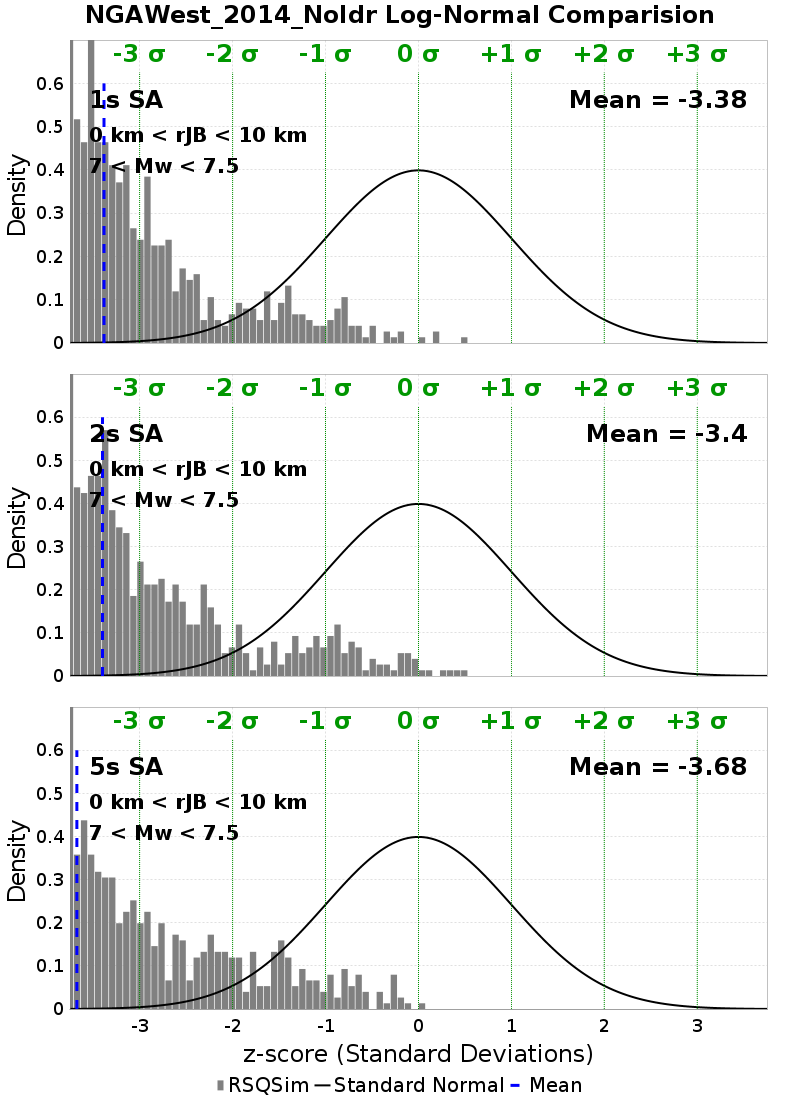 NGAWest_2014_NoIdr Log-Normal Comparision
-3 σ -2 σ -1 σ 0 σ +1 σ +2 σ +3 σ
0.6
1s SA Mean = -3.38
0.5
0 km < rJB < 10 km
7 < Mw < 7.5
0.4
0.3
0.2
0.1
0
Density
-3 σ -2 σ -1 σ 0 σ +1 σ +2 σ +3 σ
0.6
2s SA Mean = -3.4
0.5
0 km < rJB < 10 km
7 < Mw < 7.5
0.4
0.3
0.2
0.1
0
Density
-3 σ -2 σ -1 σ 0 σ +1 σ +2 σ +3 σ
0.6
5s SA Mean = -3.68
0.5
0 km < rJB < 10 km
7 < Mw < 7.5
0.4
0.3
0.2
0.1
0
Density
-3 -2 -1 0 1 2 3
z-score (Standard Deviations)
RSQSim Standard Normal Mean